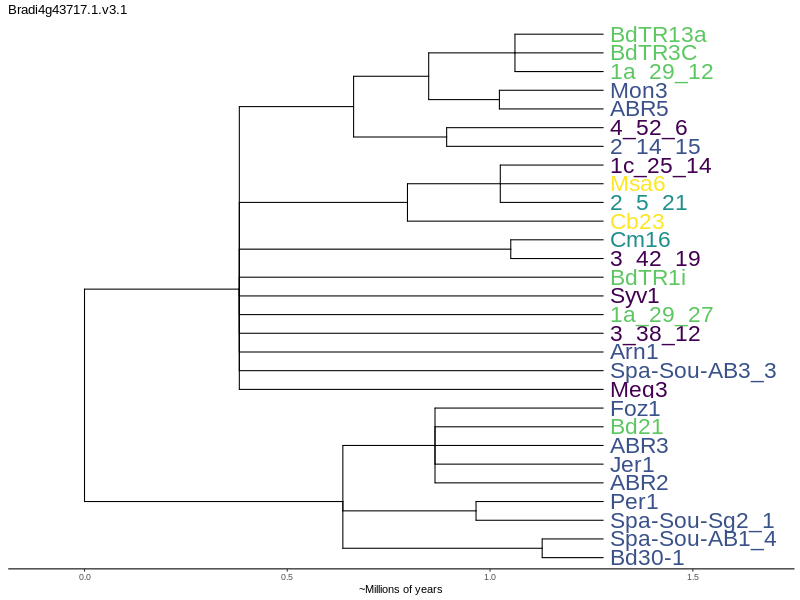 Bradi4g43717.1.v3.1
BdTR13a
BdTR3C
1a_29_12
Mon3
ABR5
4_52_6
2_14_15
1c_25_14
Msa6
2_5_21
Cb23
Cm16
3_42_19
BdTR1i
Syv1
1a_29_27
3_38_12
Arn1
Spa-Sou-AB3_3
Meg3
Foz1
Bd21
ABR3
Jer1
ABR2
Per1
Spa-Sou-Sg2_1
Spa-Sou-AB1_4
Bd30-1
0.0 0.5 1.0 1.5
~Millions of years